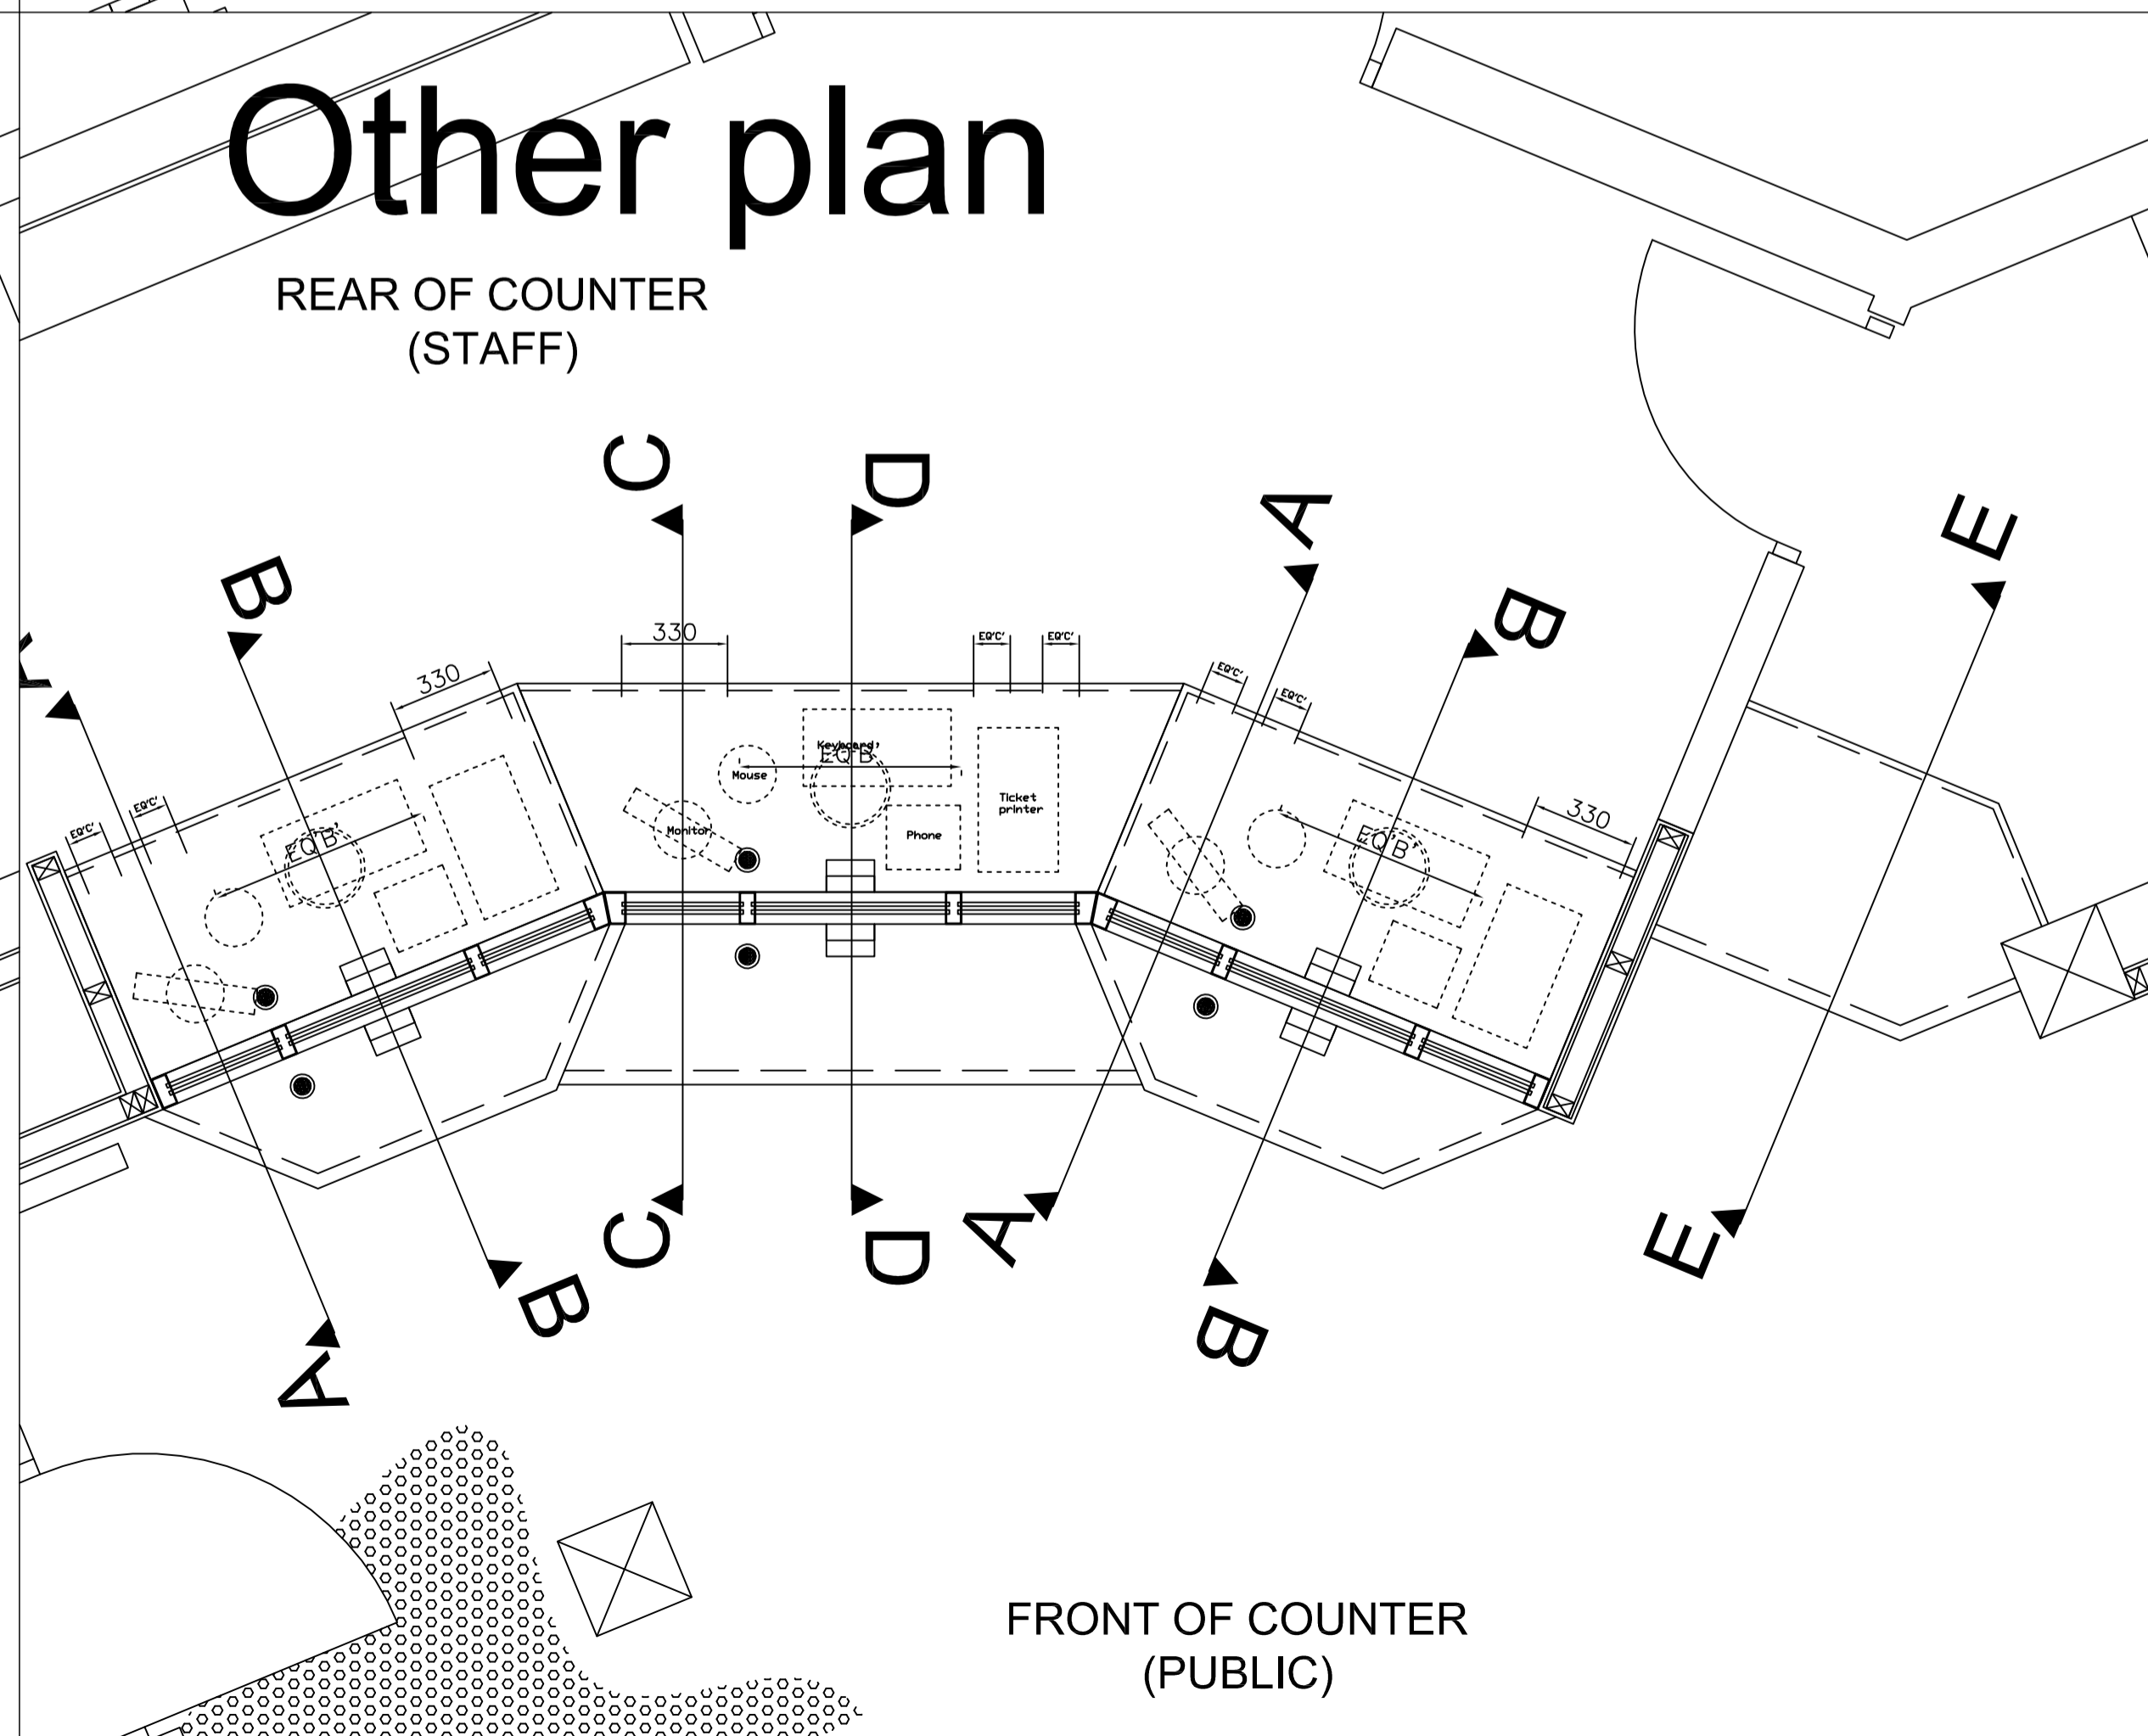 Other plan
REAR OF COUNTER
(STAFF)
C
D
A
E
B
B
330
EQ'C'
EQ'C'
330
EQ'C'
EQ'C'
Keyboard
EQ'B'
Mouse
Ticket
printer
Monitor
Phone
EQ'C'
EQ'C'
EQ'B'
EQ'B'
330
C
D
A
B
E
B
A
FRONT OF COUNTER
(PUBLIC)